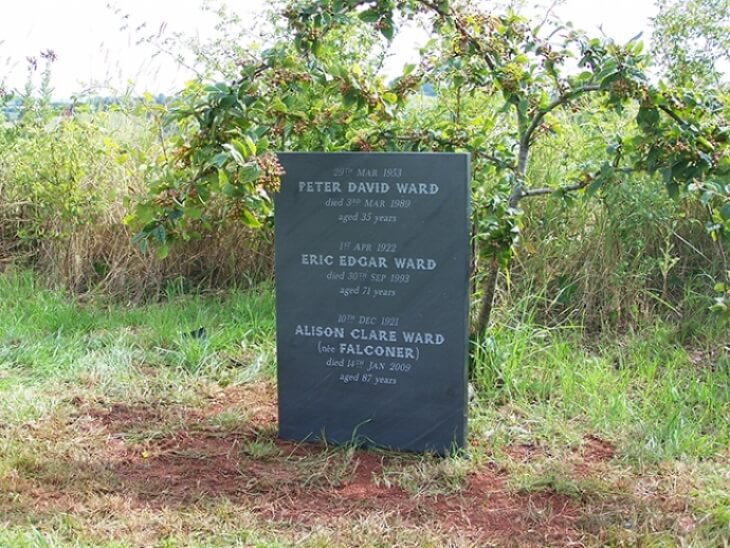 29TH MAR 1953
PETER DAVID WARD
died 3RD MAR 1989
aged 35 years
1ST APR 1922
ERIC EDGAR WARD
died 30TH SEP 1993
aged 71 years
10TH DEC 1921
ALISON CLARE WARD
(née FALCONER)
died 14TH JAN 2009
aged 87 years